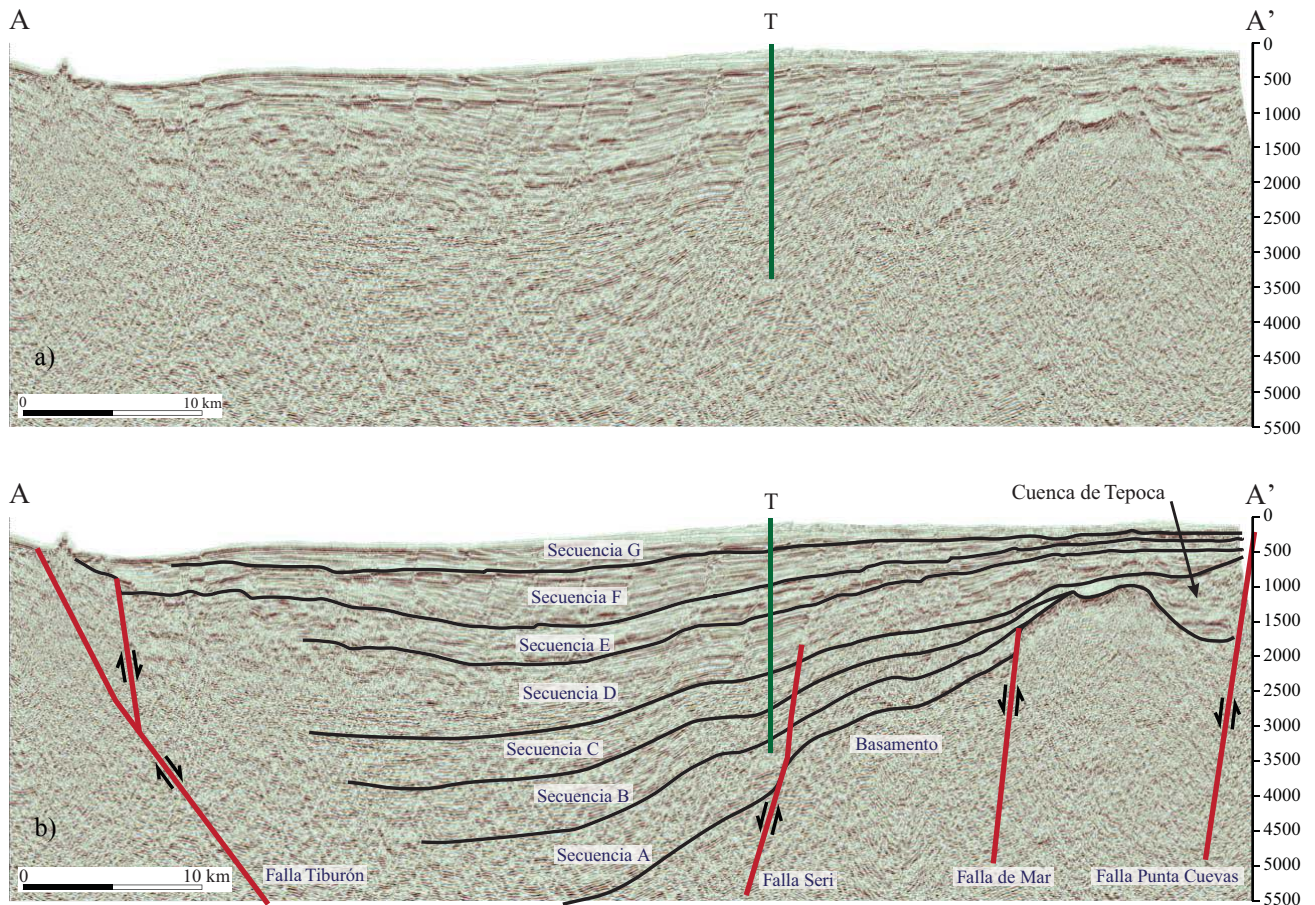 A
T
A’
0
500
1000
1500
2000
2500
3000
3500
4000
4500
5000
5500
a)
0
10 km
A
T
Cuenca de Tepoca
A’
0
500
1000
1500
2000
2500
3000
3500
4000
4500
5000
5500
Secuencia G
Secuencia F
Secuencia E
Secuencia D
Secuencia C
Basamento
Secuencia B
b)
Secuencia A
Falla Tiburón
Falla Seri
Falla de Mar
Falla Punta Cuevas
0
10 km